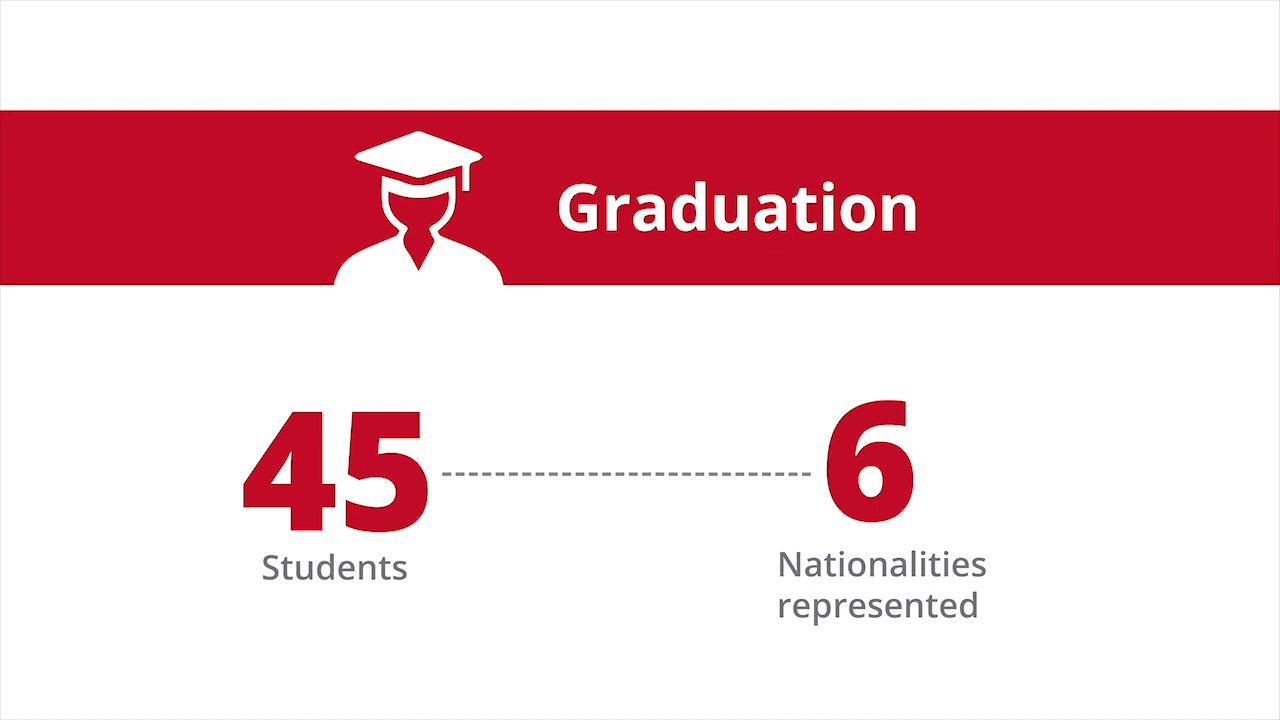 Graduation
45
Students
6
Nationalities
represented